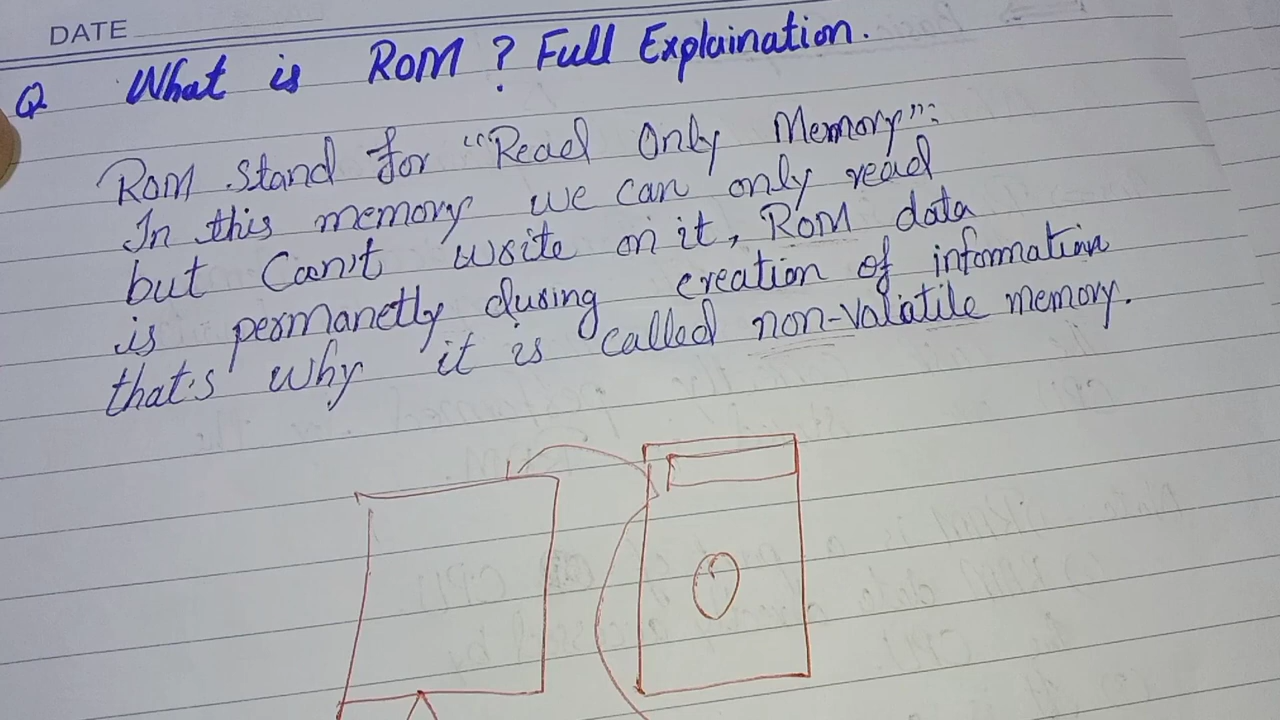 DATE
Q What is ROM ? Full Explaination.
ROM stand for "Read Only Memory":
In this memory we can only read
but Can't write on it, ROM data
is permanetly during creation of information
that's why it is called non-valatile memory.